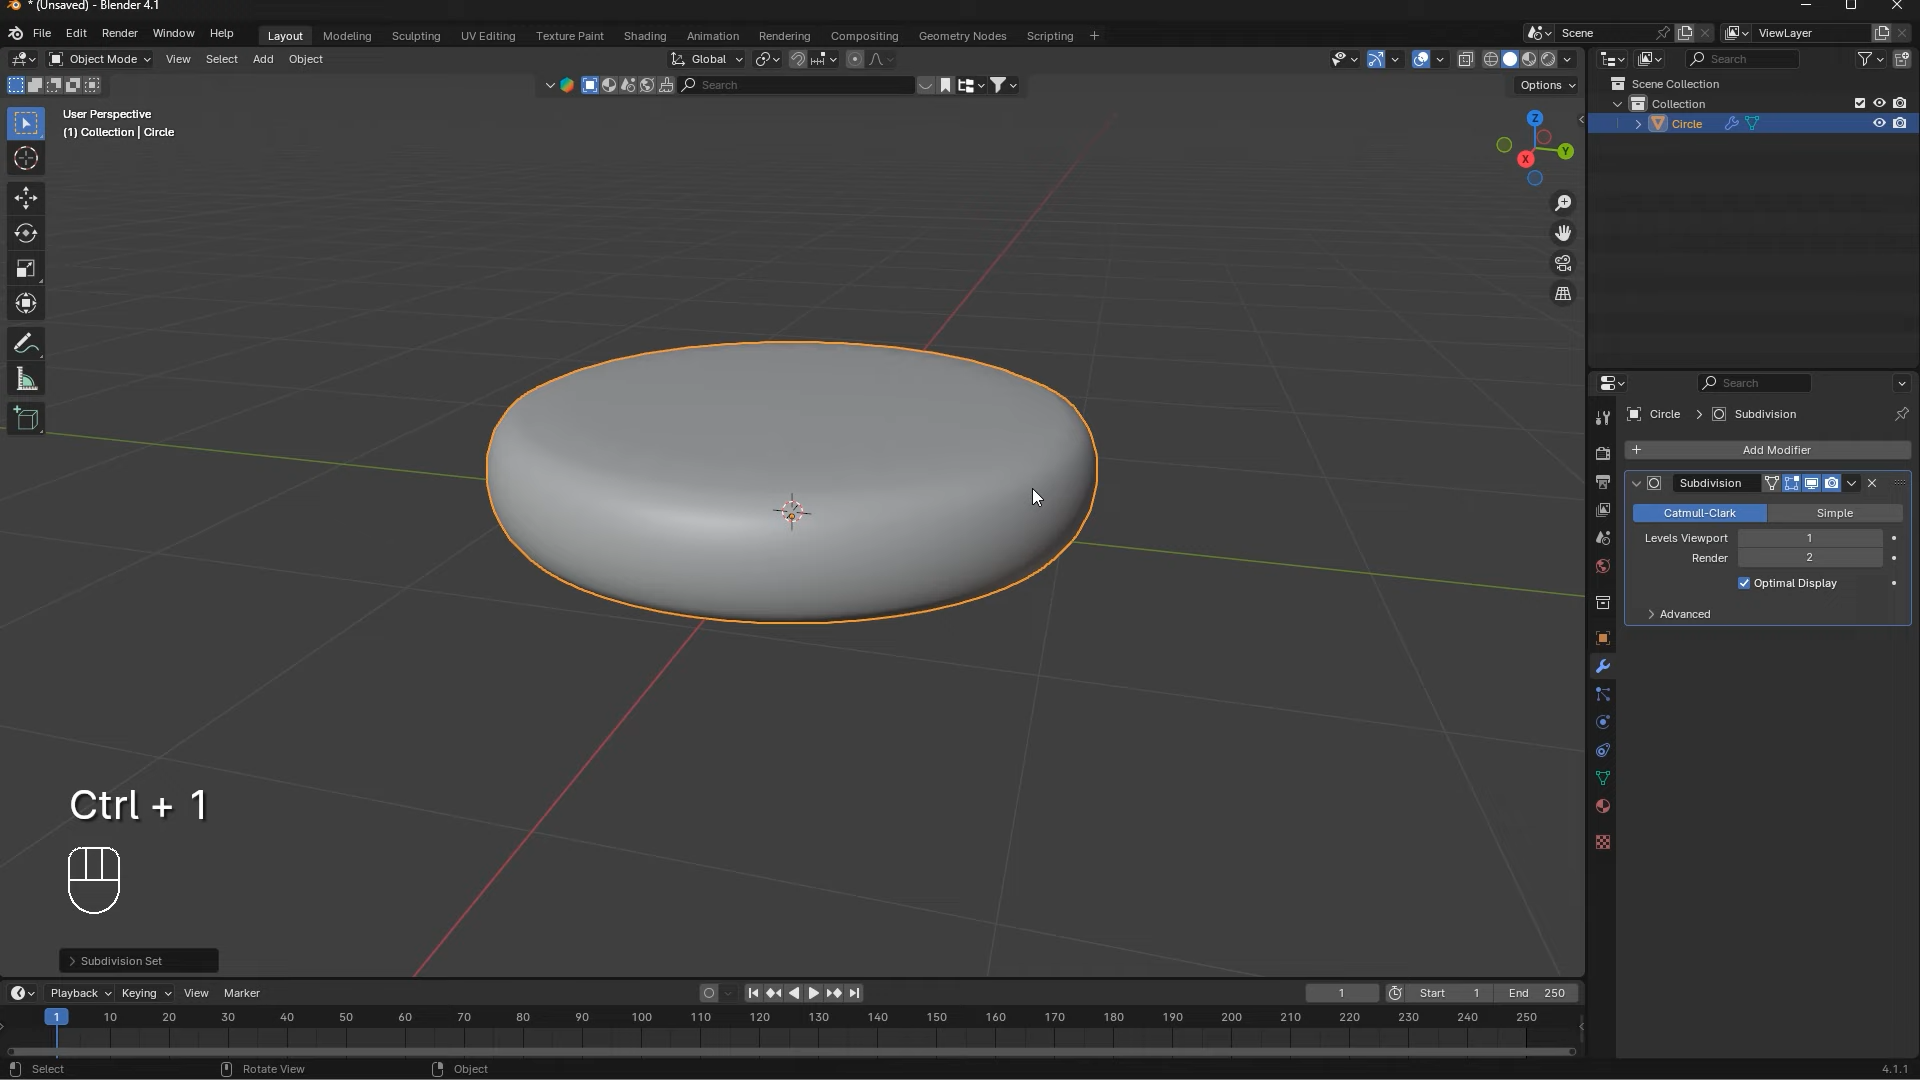 * (Unsaved) - Blender 4.1
File Edit Render Window Help Layout Modeling Sculpting UV Editing Texture Paint Shading Animation Rendering Compositing Geometry Nodes Scripting + Scene ViewLayer
Object Mode View Select Add Object Global Search
Search Options
User Perspective
(1) Collection | Circle
Z
Y
X
Scene Collection
Collection
Circle
Search
Circle > Subdivision
+ Add Modifier
Subdivision
Catmull-Clark Simple
Levels Viewport 1
Render 2
Optimal Display
Advanced
Ctrl + 1
> Subdivision Set
Playback Keying View Marker 1 Start 1 End 250
1 10 20 30 40 50 60 70 80 90 100 110 120 130 140 150 160 170 180 190 200 210 220 230 240 250
Select Rotate View Object 4.1.1